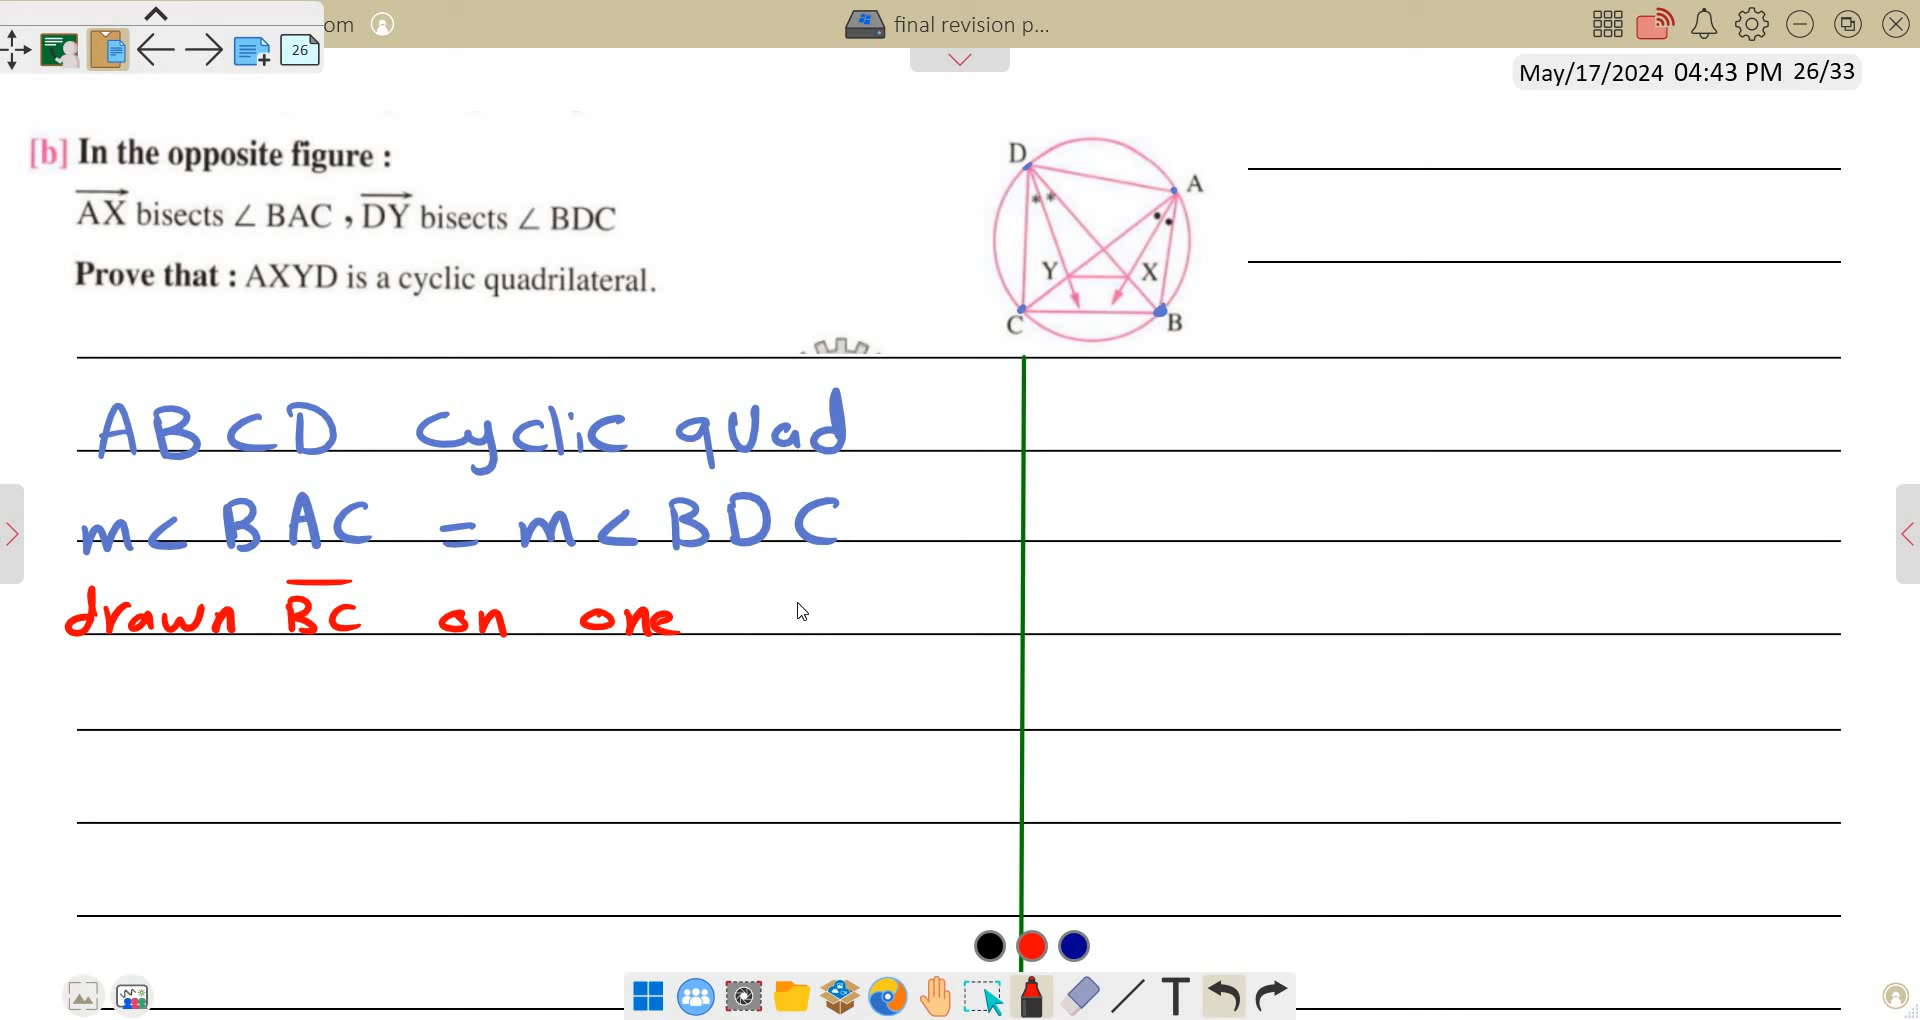 om
final revision p...
26
May/17/2024 04:43 PM 26/33
[b] In the opposite figure :
AX bisects ∠ BAC , DY bisects ∠ BDC
Prove that : AXYD is a cyclic quadrilateral.
D
A
Y
X
C
B
ABCD cyclic quad
m< BAC = m< BDC
drawn BC on one